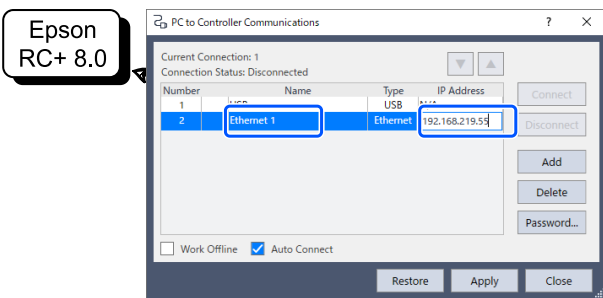 Epson
RC+ 8.0
PC to Controller Communications
Current Connection: 1
Connection Status: Disconnected
Number Name Type IP Address
1 USB USB N/A
2 Ethernet 1 Ethernet 192.168.219.55
Connect
Disconnect
Add
Delete
Password...
Work Offline Auto Connect
Restore Apply Close